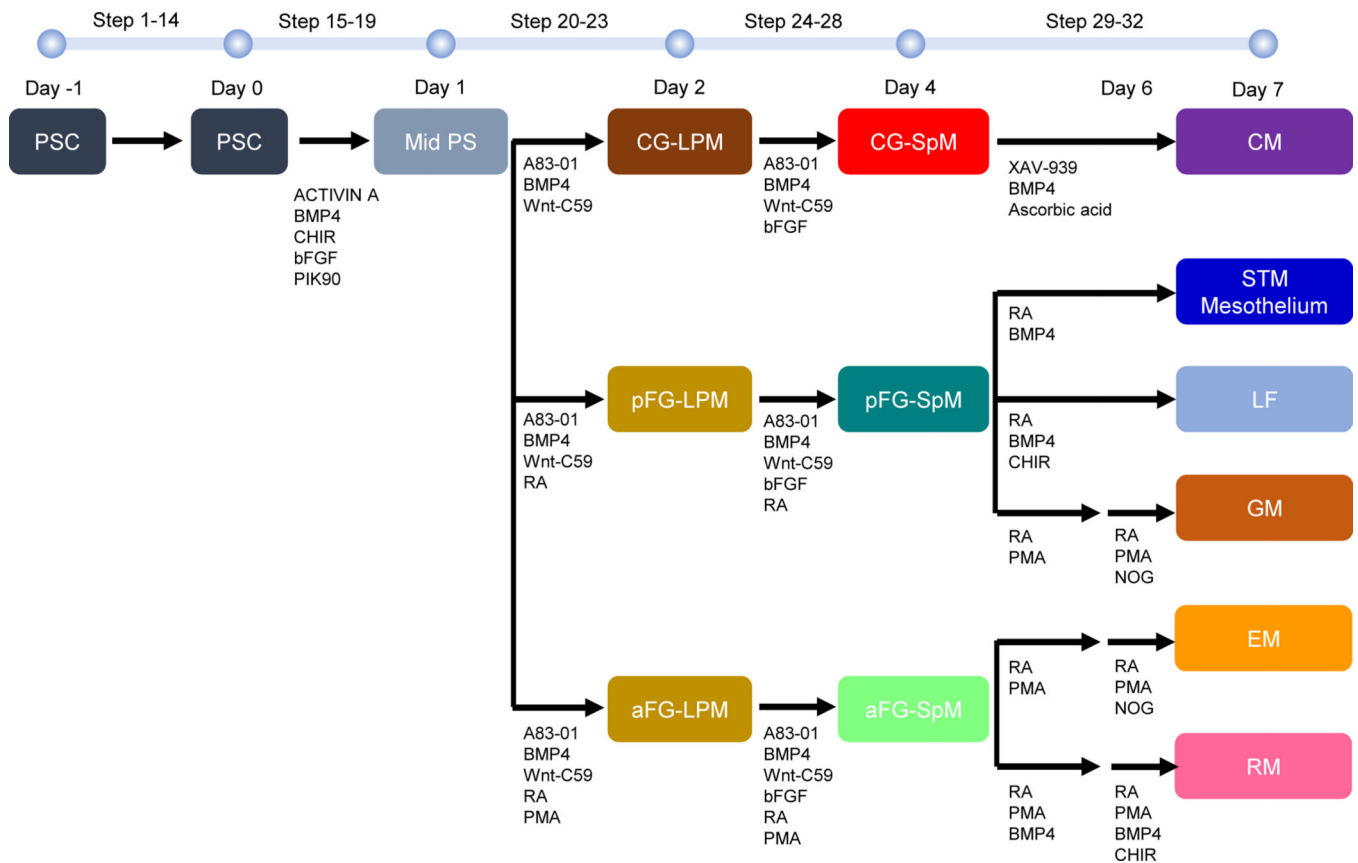 Step 1-14
Step 15-19
Step 20-23
Step 24-28
Step 29-32
Day -1
Day 0
Day 1
Day 2
Day 4
Day 6
Day 7
PSC
PSC
Mid PS
CG-LPM
CG-SpM
CM
ACTIVIN A
BMP4
CHIR
bFGF
PIK90
A83-01
BMP4
Wnt-C59
A83-01
BMP4
Wnt-C59
bFGF
XAV-939
BMP4
Ascorbic acid
STM
Mesothelium
RA
BMP4
pFG-LPM
pFG-SpM
LF
A83-01
BMP4
Wnt-C59
RA
A83-01
BMP4
Wnt-C59
bFGF
RA
RA
BMP4
CHIR
GM
RA
PMA
RA
PMA
NOG
EM
RA
PMA
RA
PMA
NOG
aFG-LPM
aFG-SpM
A83-01
BMP4
Wnt-C59
RA
PMA
A83-01
BMP4
Wnt-C59
bFGF
RA
PMA
RM
RA
PMA
BMP4
RA
PMA
BMP4
CHIR